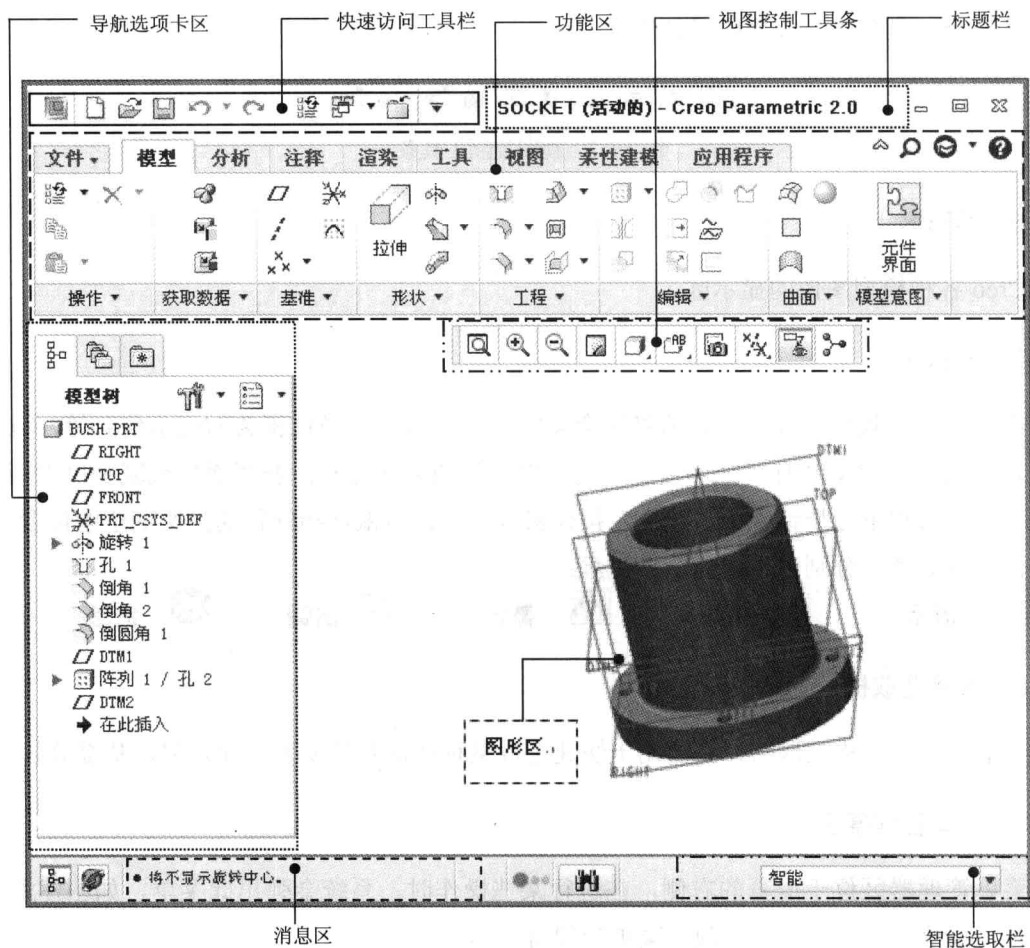 导航选项卡区
快速访问工具栏
功能区
视图控制工具条
标题栏
SOCKET (活动的) - Creo Parametric 2.0
文件 模型 分析 注释 渲染 工具 视图 柔性建模 应用程序
拉伸
元件
界面
操作 获取数据 基准 形状 工程 编辑 曲面 模型意图
AB
模型树
BUSH.PRT
RIGHT
TOP
FRONT
PRT_CSYS_DEF
旋转 1
孔 1
倒角 1
倒角 2
倒圆角 1
DTM1
阵列 1 / 孔 2
DTM2
在此插入
DTM1
TOP
图形区
RIGHT
将不显示旋转中心。
智能
消息区
智能选取栏